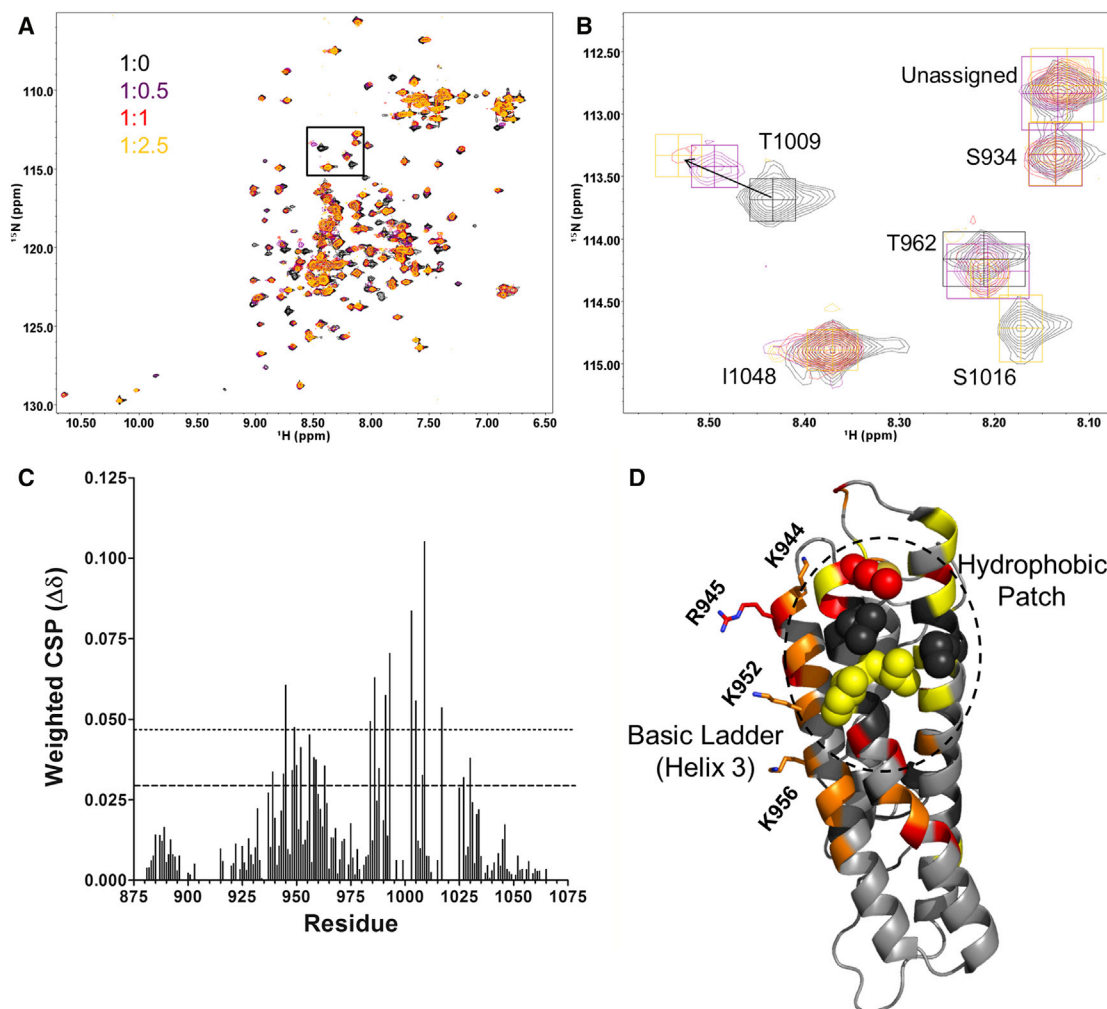 A
1:0
1:0.5
1:1
1:2.5
110.0
115.0
120.0
125.0
130.0
¹⁵N (ppm)
10.50 10.00 9.50 9.00 8.50 8.00 7.50 7.00 6.50
¹H (ppm)
B
112.50
113.00
113.50
114.00
114.50
115.00
¹⁵N (ppm)
Unassigned
T1009
S934
T962
I1048
S1016
8.50 8.40 8.30 8.20 8.10
¹H (ppm)
C
0.125
0.100
0.075
0.050
0.025
0.000
Weighted CSP (Δδ)
875 900 925 950 975 1000 1025 1050 1075
Residue
D
K944
R945
K952
K956
Hydrophobic
Patch
Basic Ladder
(Helix 3)